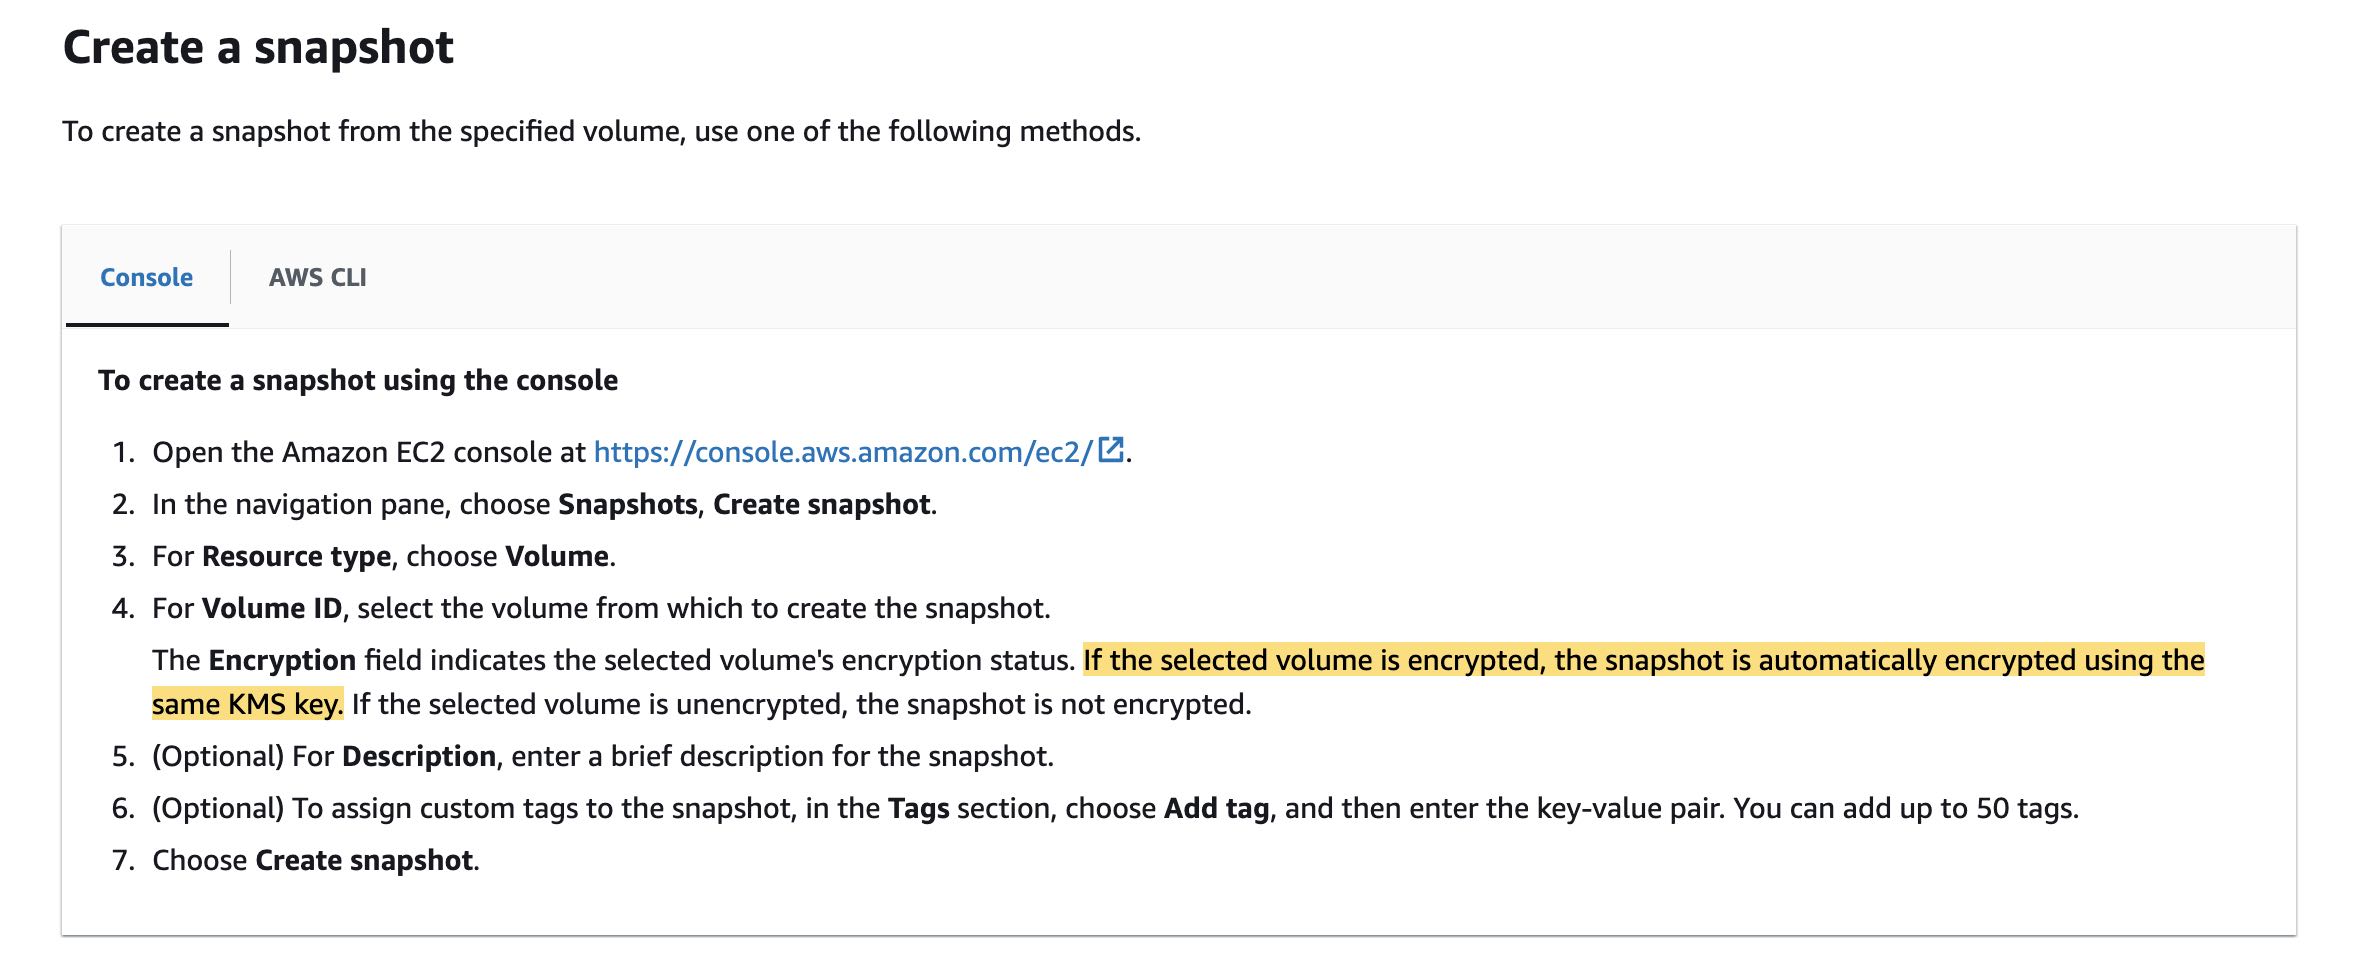 Create a snapshot
To create a snapshot from the specified volume, use one of the following methods.
Console
AWS CLI
To create a snapshot using the console
1. Open the Amazon EC2 console at https://console.aws.amazon.com/ec2/.
2. In the navigation pane, choose Snapshots, Create snapshot.
3. For Resource type, choose Volume.
4. For Volume ID, select the volume from which to create the snapshot.
The Encryption field indicates the selected volume's encryption status. If the selected volume is encrypted, the snapshot is automatically encrypted using the
same KMS key. If the selected volume is unencrypted, the snapshot is not encrypted.
5. (Optional) For Description, enter a brief description for the snapshot.
6. (Optional) To assign custom tags to the snapshot, in the Tags section, choose Add tag, and then enter the key-value pair. You can add up to 50 tags.
7. Choose Create snapshot.